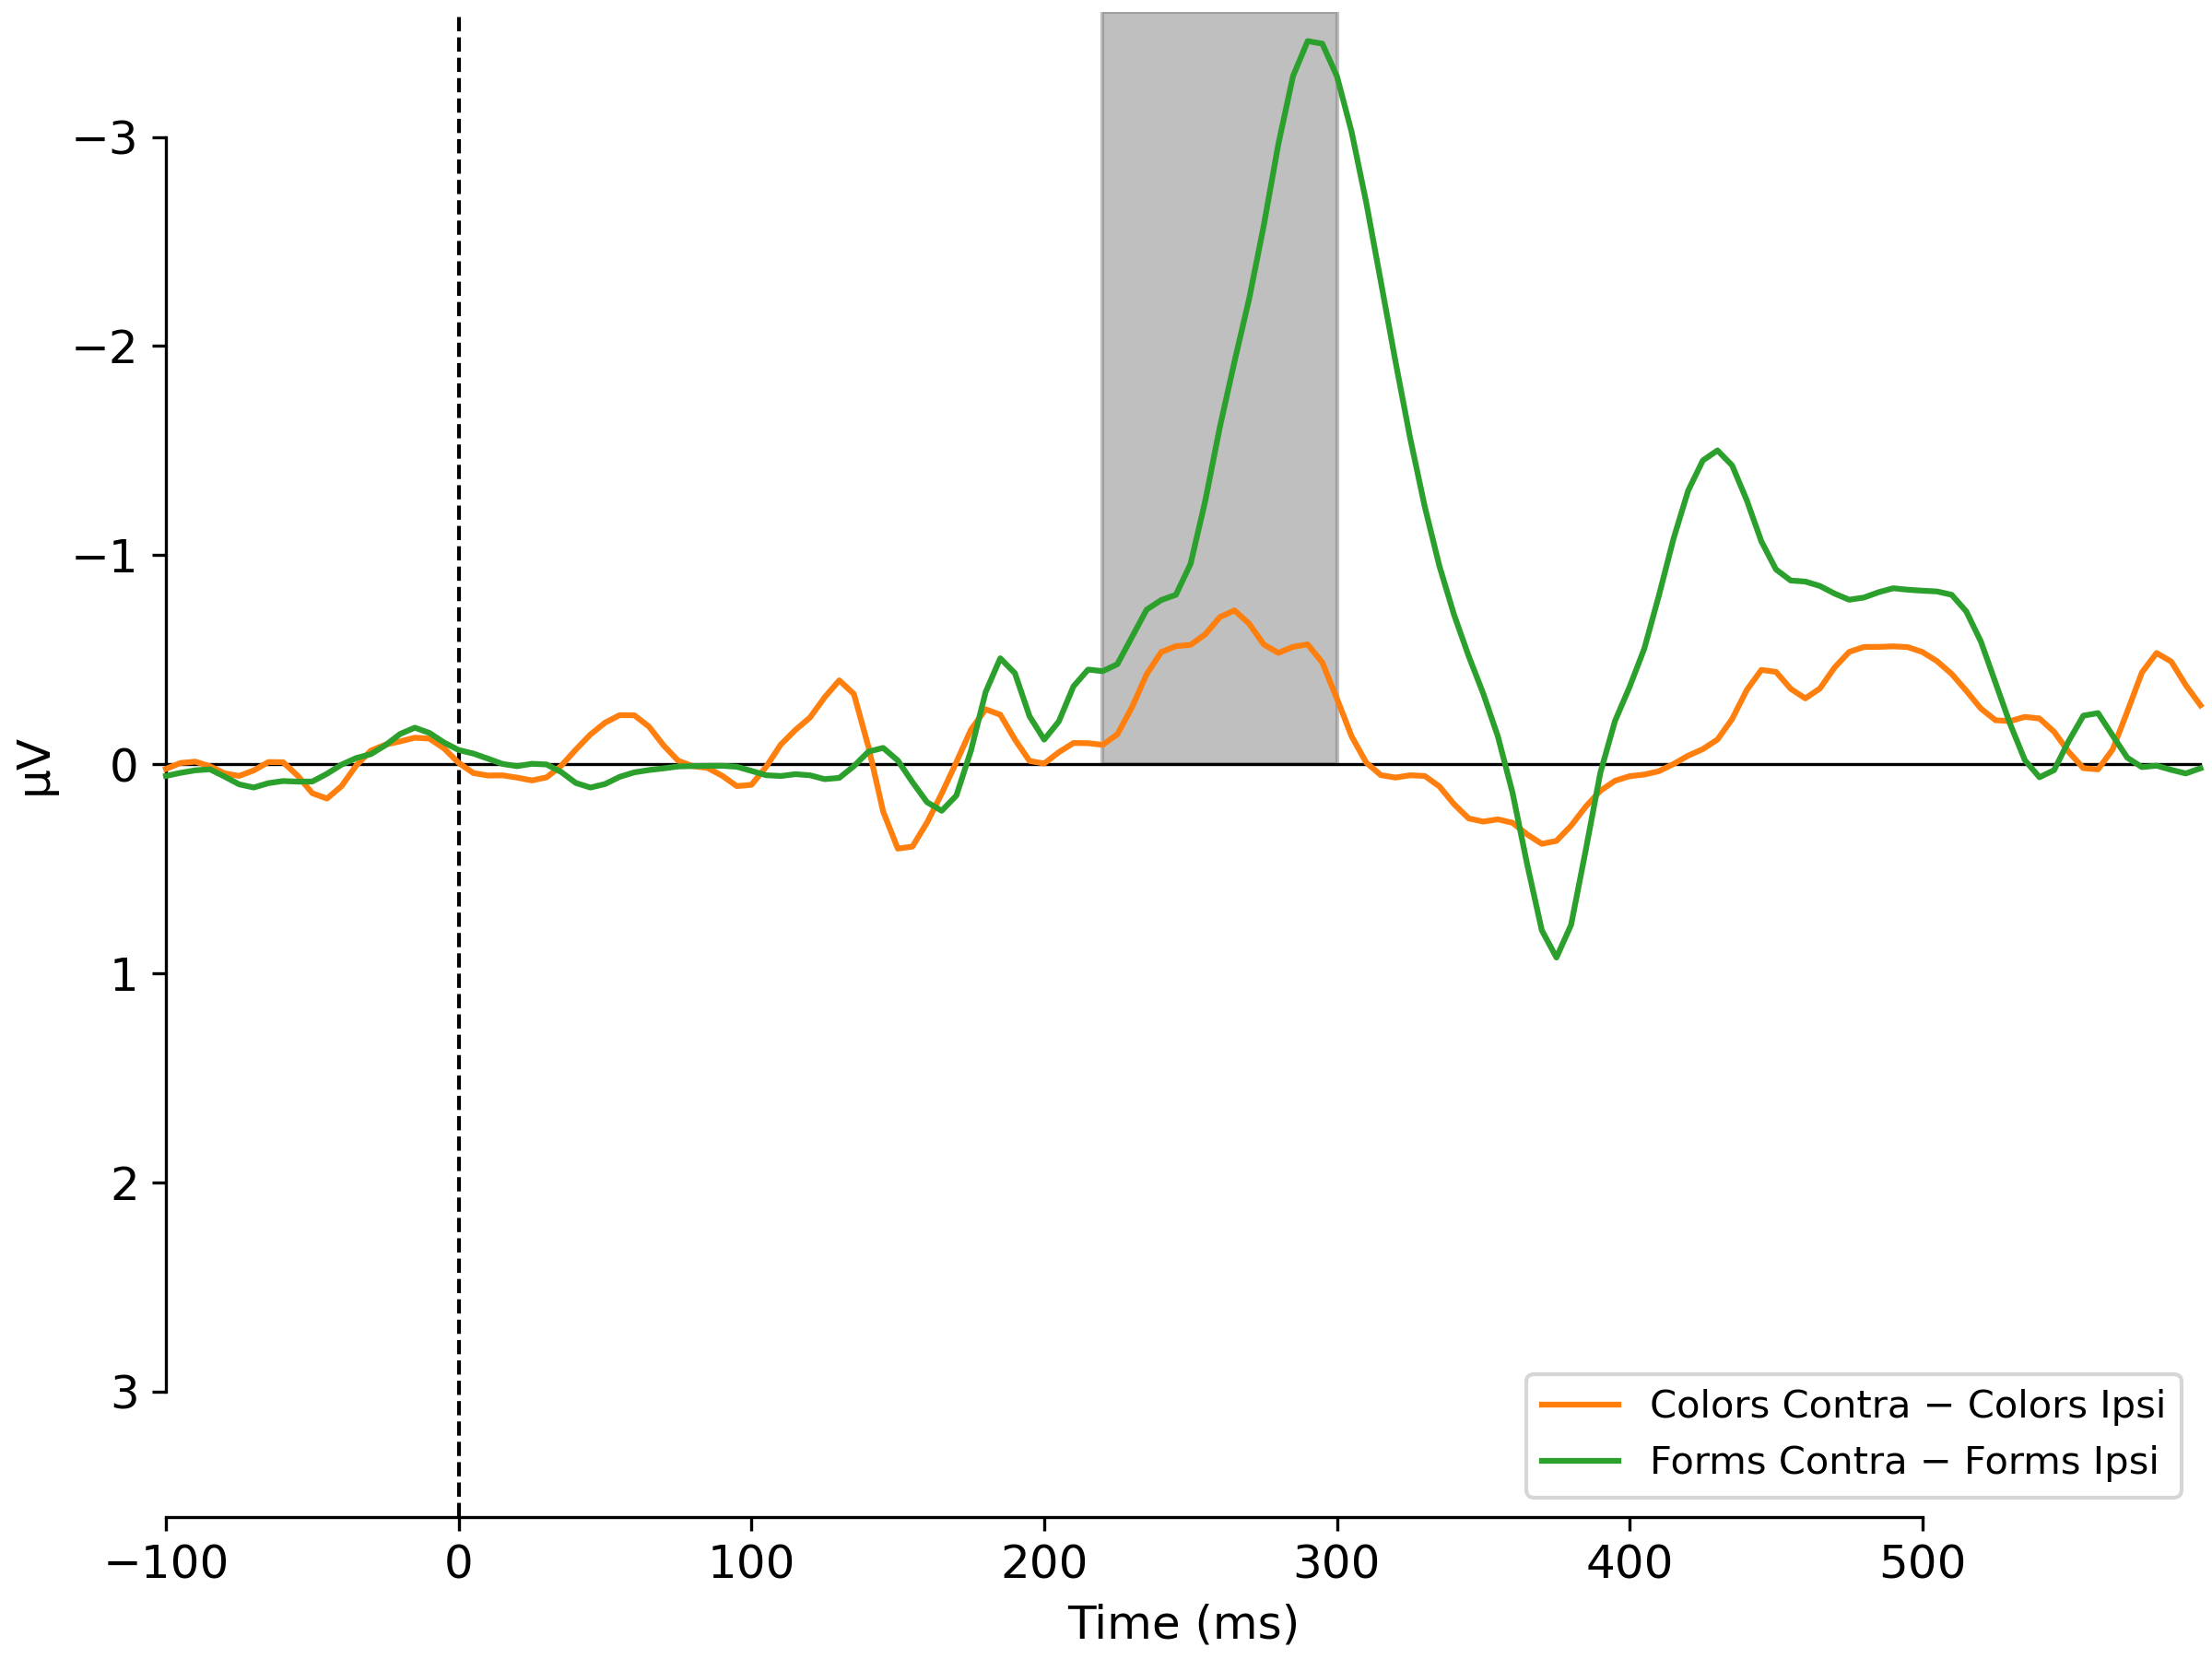 −3
−2
−1
0
1
2
3
µV
−100 0 100 200 300 400 500
Time (ms)
Colors Contra − Colors Ipsi
Forms Contra − Forms Ipsi